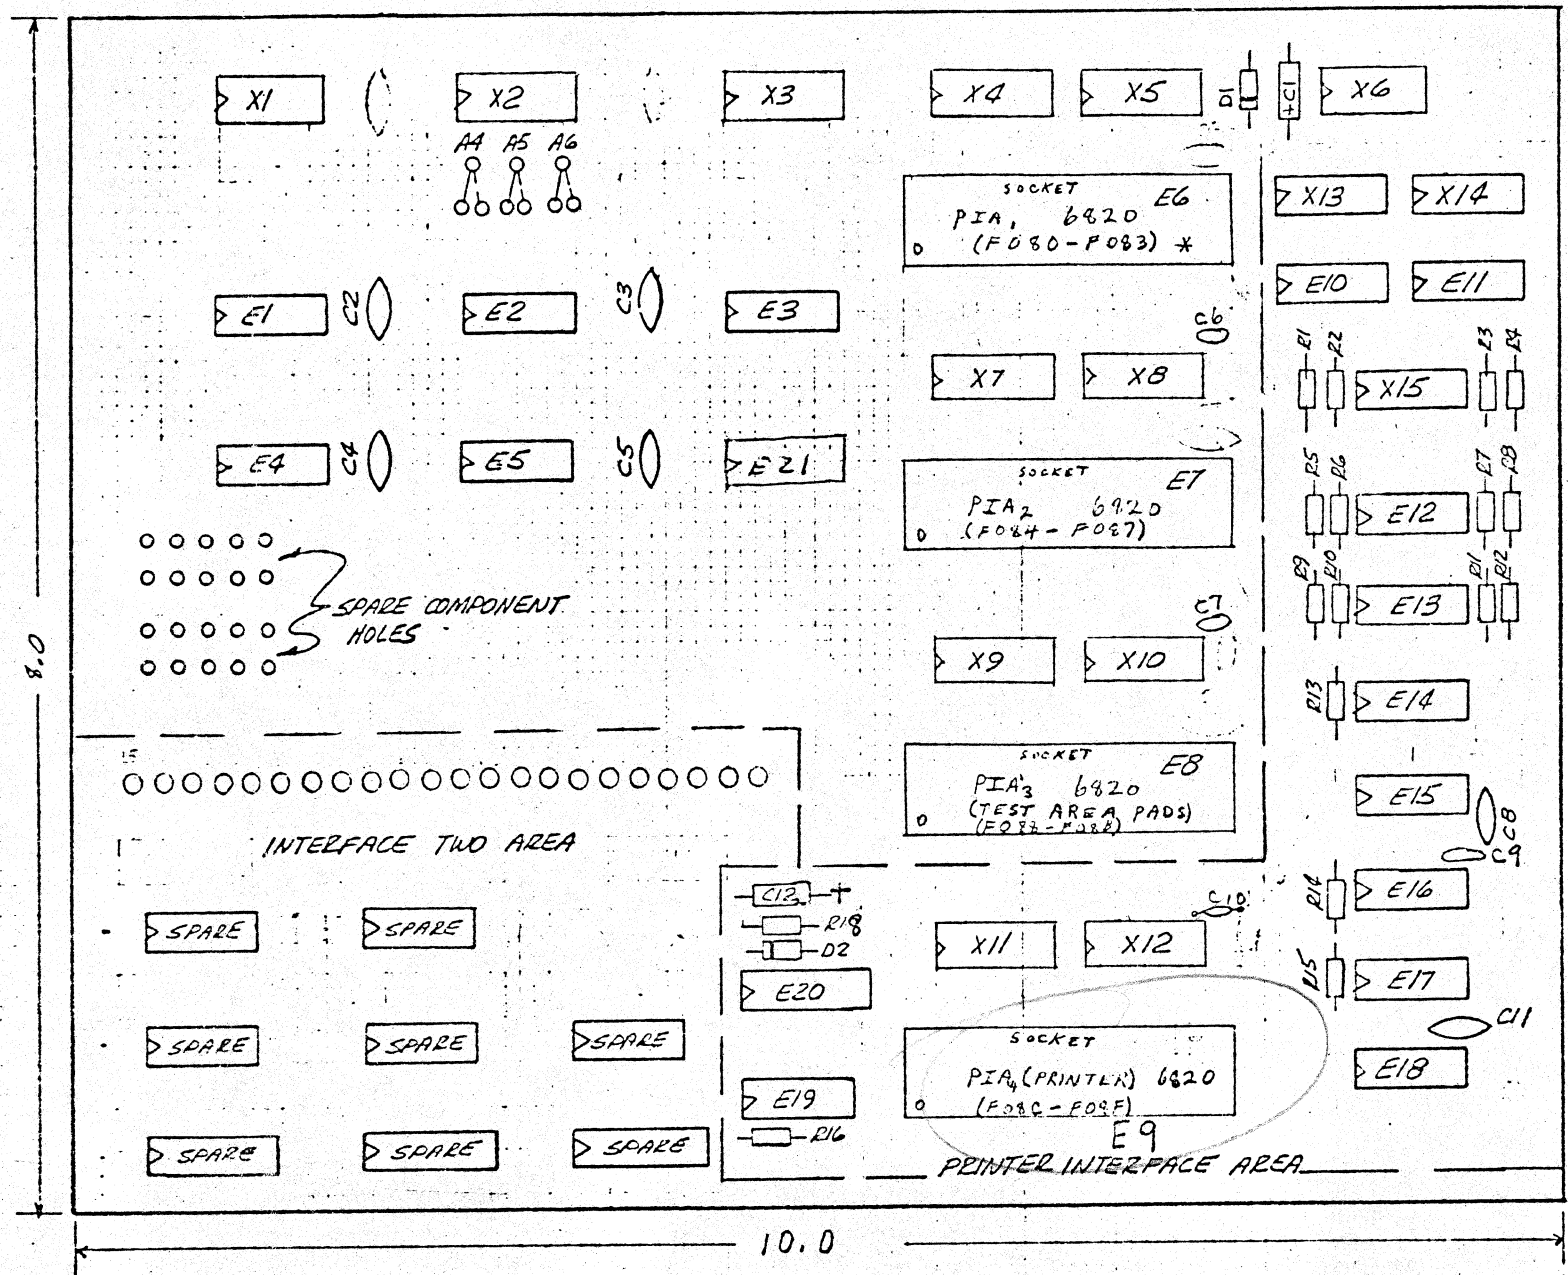 X1
X2
X3
X4
X5
D1
+C1
X6
A4 A5 A6
SOCKET
E6
PIA1 6820
(F080-F083) *
X13
X14
E1
C2
E2
C3
E3
C6
E10
E11
R1
R2
R3
R4
X7
X8
X15
E4
C4
E5
C5
E21
SOCKET
E7
PIA2 6820
(F084-F087)
R5
R6
R7
R8
E12
SPARE COMPONENT
HOLES
R9
R10
R11
R12
E13
C7
X9
X10
R13
E14
8.0
15
SOCKET
E8
PIA3 6820
(TEST AREA PADS)
(F088-F08B)
E15
C8
C9
INTERFACE TWO AREA
C12 +
R18
D2
C10
R14
E16
SPARE
SPARE
X11
X12
E20
R15
E17
C11
SPARE
SPARE
SPARE
SOCKET
PIA4 (PRINTER) 6820
(F08C-F08F)
E9
E18
E19
R16
SPARE
SPARE
SPARE
PRINTER INTERFACE AREA
10.0